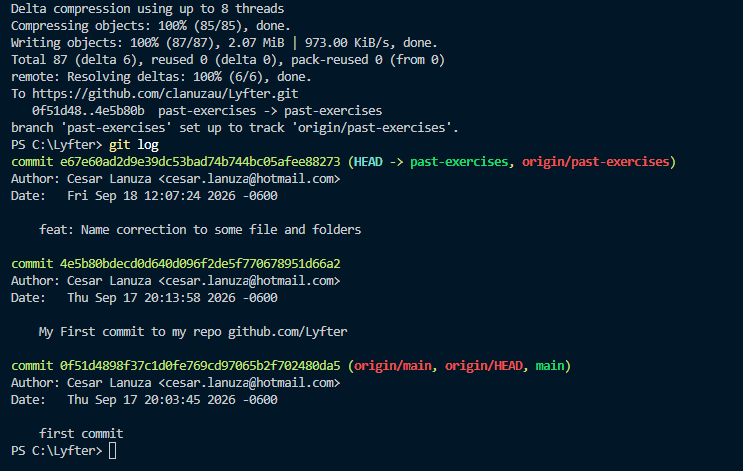 Delta compression using up to 8 threads
Compressing objects: 100% (85/85), done.
Writing objects: 100% (87/87), 2.07 MiB | 973.00 KiB/s, done.
Total 87 (delta 6), reused 0 (delta 0), pack-reused 0 (from 0)
remote: Resolving deltas: 100% (6/6), done.
To https://github.com/clanuzau/Lyfter.git
   0f51d48..4e5b80b  past-exercises -> past-exercises
branch 'past-exercises' set up to track 'origin/past-exercises'.
PS C:\Lyfter> git log
commit e67e60ad2d9e39dc53bad74b744bc05afee88273 (HEAD -> past-exercises, origin/past-exercises)
Author: Cesar Lanuza <cesar.lanuza@hotmail.com>
Date:   Fri Sep 18 12:07:24 2026 -0600

    feat: Name correction to some file and folders

commit 4e5b80bdecd0d640d096f2de5f770678951d66a2
Author: Cesar Lanuza <cesar.lanuza@hotmail.com>
Date:   Thu Sep 17 20:13:58 2026 -0600

    My First commit to my repo github.com/Lyfter

commit 0f51d4898f37c1d0fe769cd97065b2f702480da5 (origin/main, origin/HEAD, main)
Author: Cesar Lanuza <cesar.lanuza@hotmail.com>
Date:   Thu Sep 17 20:03:45 2026 -0600

    first commit
PS C:\Lyfter>